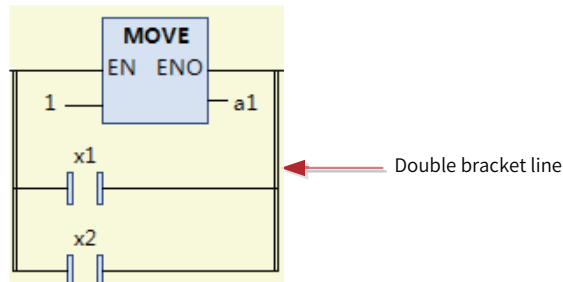 MOVE
EN ENO
1 a1
x1
Double bracket line
x2